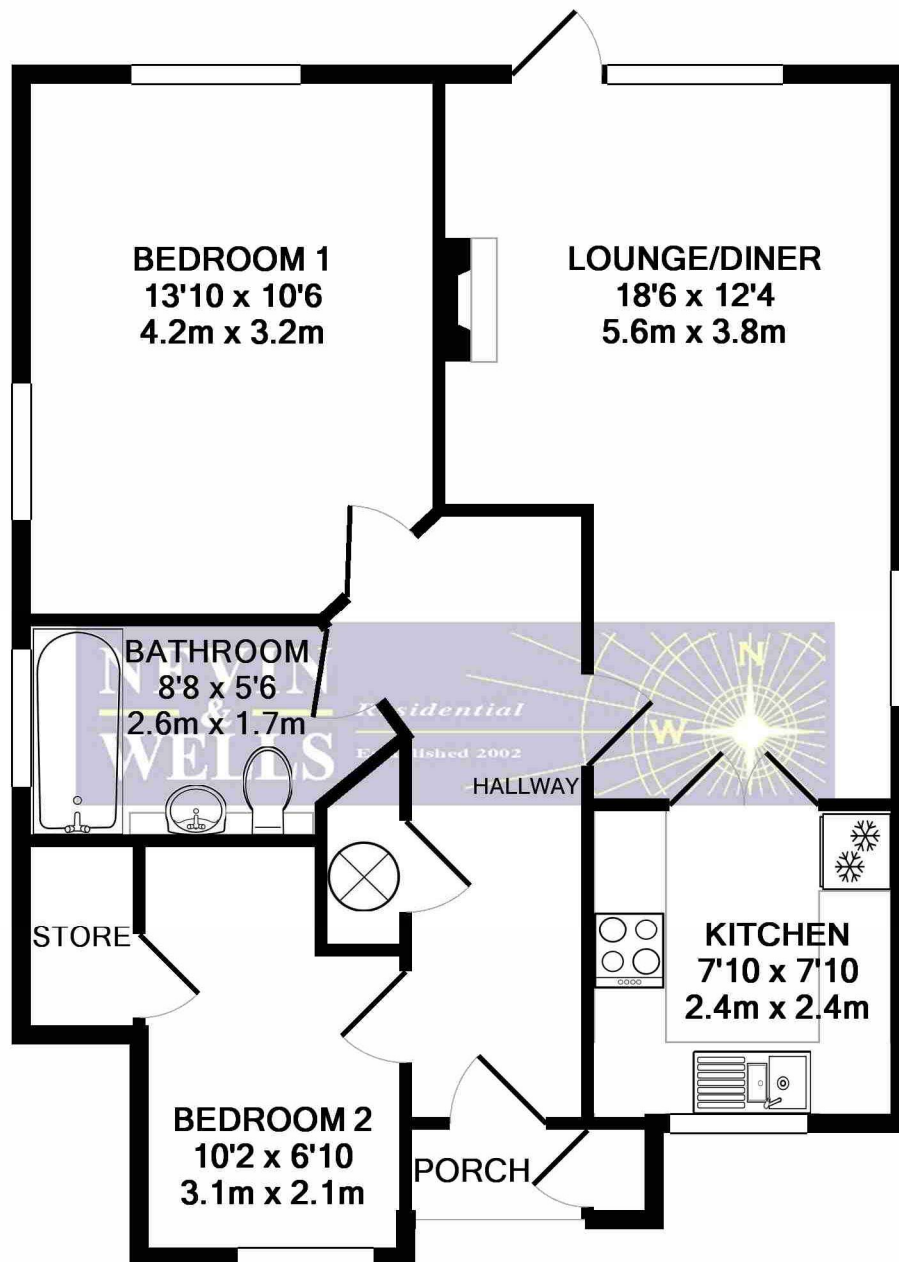 BEDROOM 1
13'10 x 10'6
4.2m x 3.2m
LOUNGE/DINER
18'6 x 12'4
5.6m x 3.8m
BATHROOM
8'8 x 5'6
2.6m x 1.7m
NEVIN
&
WELLS
Residential
Established 2002
N
W
HALLWAY
STORE
KITCHEN
7'10 x 7'10
2.4m x 2.4m
BEDROOM 2
10'2 x 6'10
3.1m x 2.1m
PORCH